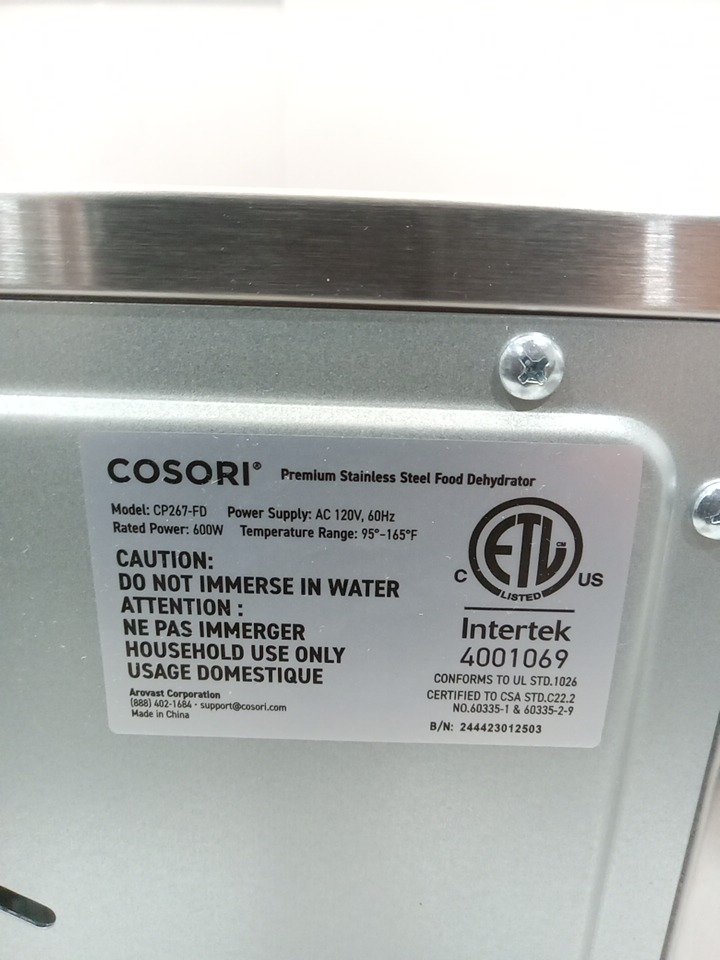 COSORI® Premium Stainless Steel Food Dehydrator
Model: CP267-FD Power Supply: AC 120V, 60Hz
Rated Power: 600W Temperature Range: 95°-165°F
CAUTION:
DO NOT IMMERSE IN WATER
ATTENTION :
NE PAS IMMERGER
HOUSEHOLD USE ONLY
USAGE DOMESTIQUE
Arovast Corporation
(888) 402-1684 · support@cosori.com
Made in China
ETL CM
C US
LISTED
Intertek
4001069
CONFORMS TO UL STD.1026
CERTIFIED TO CSA STD.C22.2
NO.60335-1 & 60335-2-9
B/N: 244423012503